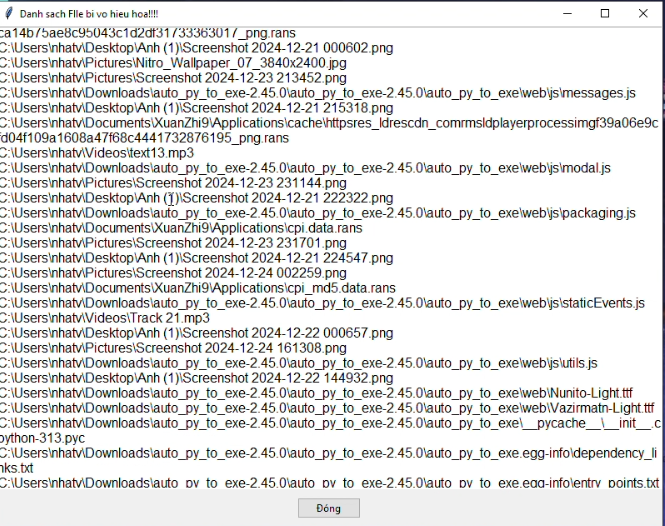 Danh sach FIle bi vo hieu hoa!!!!
ca14b75ae8c95043c1d2df31733363017_png.rans
C:\Users\nhatv\Desktop\Anh (1)\Screenshot 2024-12-21 000602.png
C:\Users\nhatv\Pictures\Nitro_Wallpaper_07_3840x2400.jpg
C:\Users\nhatv\Pictures\Screenshot 2024-12-23 213452.png
C:\Users\nhatv\Downloads\auto_py_to_exe-2.45.0\auto_py_to_exe-2.45.0\auto_py_to_exe\web\js\messages.js
C:\Users\nhatv\Desktop\Anh (1)\Screenshot 2024-12-21 215318.png
C:\Users\nhatv\Documents\XuanZhi9\Applications\cache\httpsres_ldrescdn_comrmsldplayerprocessimgf39a06e9c
fd04f109a1608a47f68c4441732876195_png.rans
C:\Users\nhatv\Videos\text13.mp3
C:\Users\nhatv\Downloads\auto_py_to_exe-2.45.0\auto_py_to_exe-2.45.0\auto_py_to_exe\web\js\modal.js
C:\Users\nhatv\Pictures\Screenshot 2024-12-23 231144.png
C:\Users\nhatv\Desktop\Anh (1)\Screenshot 2024-12-21 222322.png
C:\Users\nhatv\Downloads\auto_py_to_exe-2.45.0\auto_py_to_exe-2.45.0\auto_py_to_exe\web\js\packaging.js
C:\Users\nhatv\Documents\XuanZhi9\Applications\cpi.data.rans
C:\Users\nhatv\Pictures\Screenshot 2024-12-23 231701.png
C:\Users\nhatv\Desktop\Anh (1)\Screenshot 2024-12-21 224547.png
C:\Users\nhatv\Pictures\Screenshot 2024-12-24 002259.png
C:\Users\nhatv\Documents\XuanZhi9\Applications\cpi_md5.data.rans
C:\Users\nhatv\Downloads\auto_py_to_exe-2.45.0\auto_py_to_exe-2.45.0\auto_py_to_exe\web\js\staticEvents.js
C:\Users\nhatv\Videos\Track 21.mp3
C:\Users\nhatv\Desktop\Anh (1)\Screenshot 2024-12-22 000657.png
C:\Users\nhatv\Pictures\Screenshot 2024-12-24 161308.png
C:\Users\nhatv\Downloads\auto_py_to_exe-2.45.0\auto_py_to_exe-2.45.0\auto_py_to_exe\web\js\utils.js
C:\Users\nhatv\Desktop\Anh (1)\Screenshot 2024-12-22 144932.png
C:\Users\nhatv\Downloads\auto_py_to_exe-2.45.0\auto_py_to_exe-2.45.0\auto_py_to_exe\web\Nunito-Light.ttf
C:\Users\nhatv\Downloads\auto_py_to_exe-2.45.0\auto_py_to_exe-2.45.0\auto_py_to_exe\web\Vazirmatn-Light.ttf
C:\Users\nhatv\Downloads\auto_py_to_exe-2.45.0\auto_py_to_exe-2.45.0\auto_py_to_exe\__pycache__\__init__.c
python-313.pyc
C:\Users\nhatv\Downloads\auto_py_to_exe-2.45.0\auto_py_to_exe-2.45.0\auto_py_to_exe.egg-info\dependency_li
nks.txt
C:\Users\nhatv\Downloads\auto_py_to_exe-2.45.0\auto_py_to_exe-2.45.0\auto_py_to_exe.egg-info\entry_points.txt
Đóng